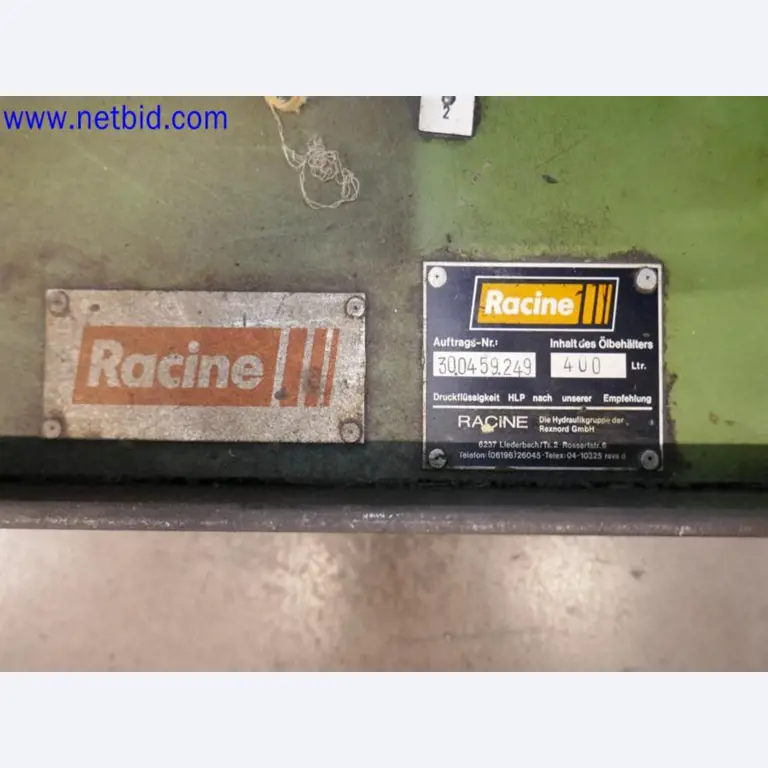 www.netbid.com
2
Racine
Racine
Auftrags-Nr.: Inhalt des Ölbehälters
30.0459.249 400 Ltr.
Druckflüssigkeit HLP nach unserer Empfehlung
RACINE Die Hydraulikgruppe der
Rexnord GmbH
6237 Liederbach/Ts.2 Rossertstr.6
Telefon:(06196)26045-Telex:04-10325 raxs d